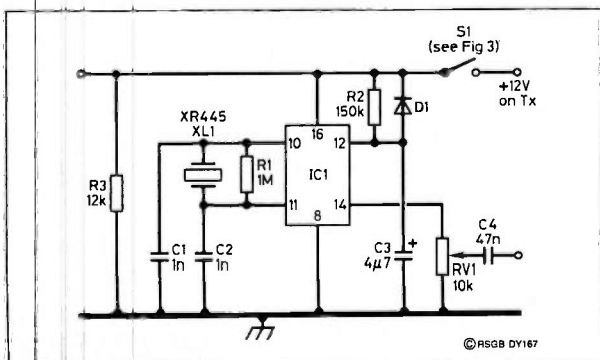 S1
(see Fig 3)
+12V
on Tx
R2
150k
D1
XR445
XL1
16
10
12
R1
1M
IC1
R3
12k
11
14
8
C4
47n
C1
1n
C2
1n
C3
4µ7
+
RV1
10k
©RSGB DY167